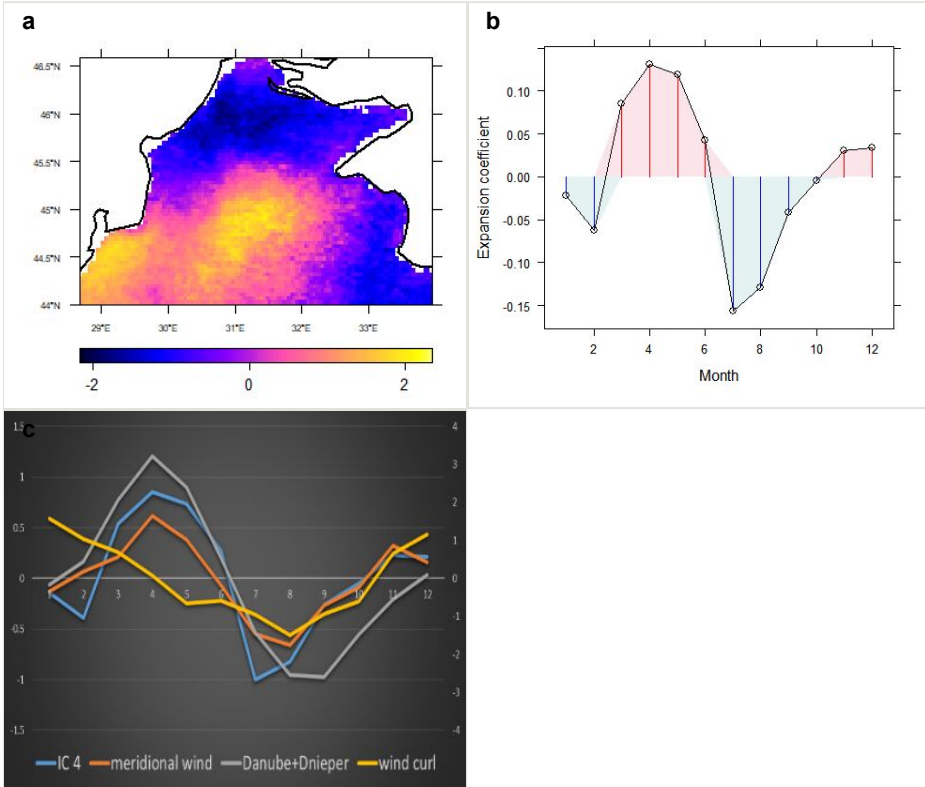 a
46.5°N
46°N
45.5°N
45°N
44.5°N
44°N
29°E 30°E 31°E 32°E 33°E
-2 0 2
b
Expansion coefficient
0.10
0.05
0.00
-0.05
-0.10
-0.15
2 4 6 8 10 12
Month
c
1.5 4
3
1
2
0.5
1
0 0
1 2 3 4 5 6 7 8 9 10 11 12
-1
-0.5
-2
-1
-3
-1.5 -4
IC 4 meridional wind Danube+Dnieper wind curl